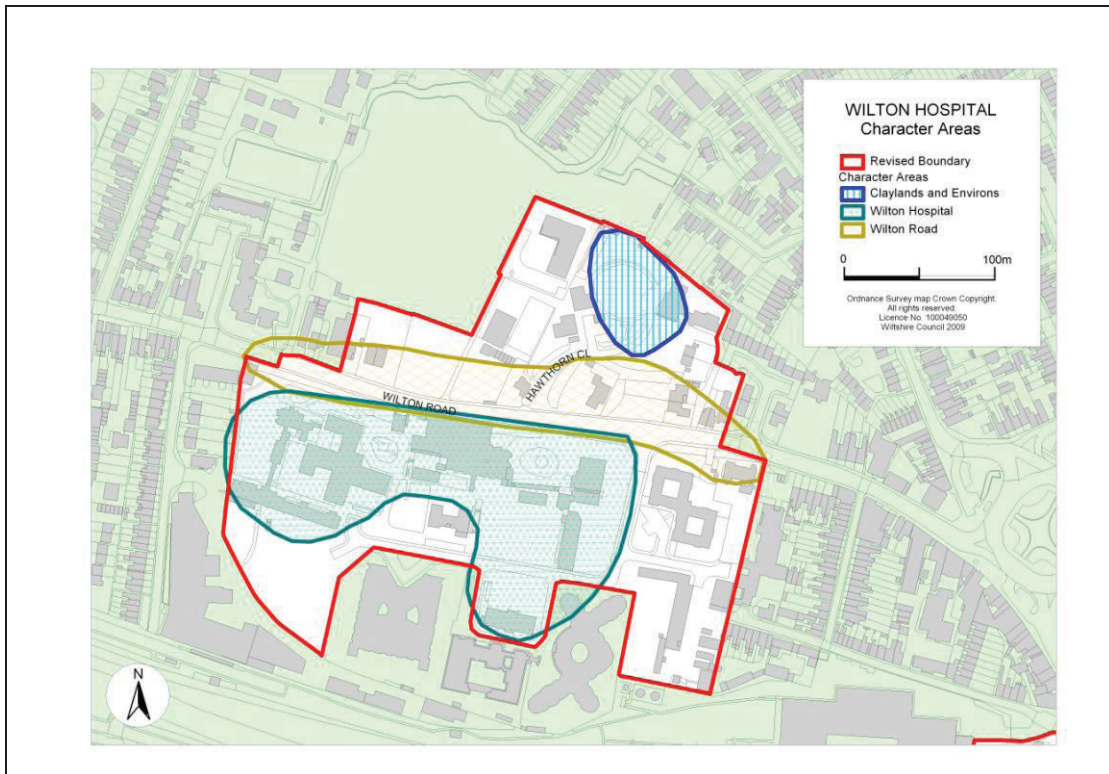 WILTON HOSPITAL
Character Areas
Revised Boundary
Character Areas
Claylands and Environs
Wilton Hospital
Wilton Road
0 100m
Ordnance Survey map Crown Copyright
All rights reserved.
Licence No. 100049050
Wiltshire Council 2009
HAWTHORN CL
WILTON ROAD
N